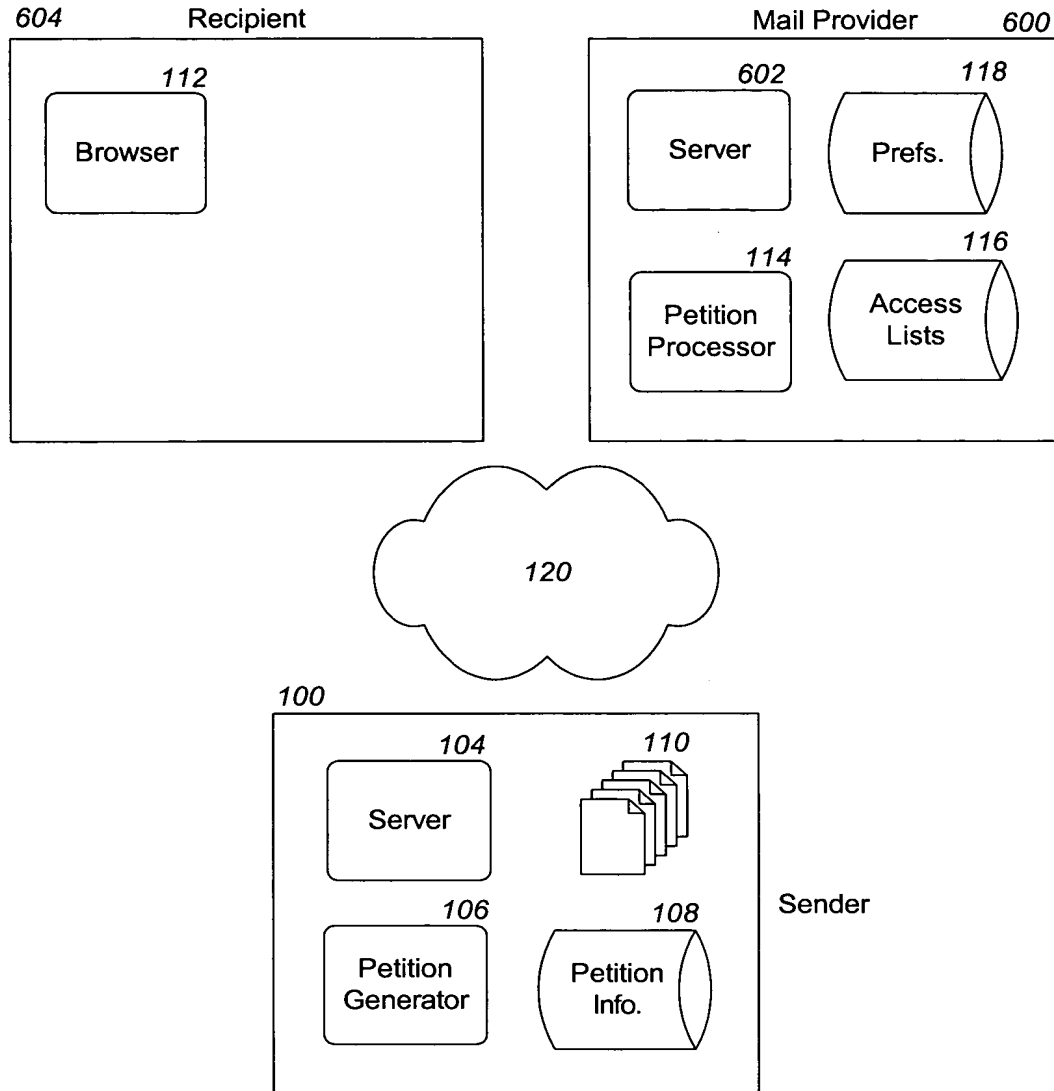 604 Recipient
Mail Provider 600
112
Browser
602
Server
118
Prefs.
114
Petition
Processor
116
Access
Lists
120
100
104
Server
110
106
Petition
Generator
108
Petition
Info.
Sender